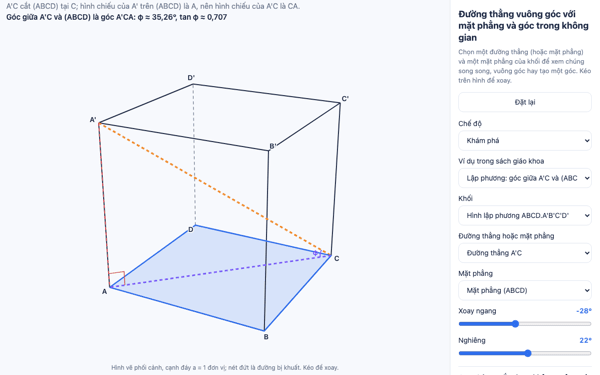 A'C cắt (ABCD) tại C; hình chiếu của A' trên (ABCD) là A, nên hình chiếu của A'C là CA.
Góc giữa A'C và (ABCD) là góc A'CA: φ ≈ 35,26°, tan φ ≈ 0,707
D'
C'
A'
B'
D
φ
C
A
B
Hình vẽ phối cảnh, cạnh đáy a = 1 đơn vị; nét đứt là đường bị khuất. Kéo để xoay.
Đường thẳng vuông góc với
mặt phẳng và góc trong không
gian
Chọn một đường thẳng (hoặc mặt phẳng)
và một mặt phẳng của khối để xem chúng
song song, vuông góc hay tạo một góc. Kéo
trên hình để xoay.
Đặt lại
Chế độ
Khám phá
Ví dụ trong sách giáo khoa
Lập phương: góc giữa A'C và (ABC
Khối
Hình lập phương ABCD.A'B'C'D'
Đường thẳng hoặc mặt phẳng
Đường thẳng A'C
Mặt phẳng
Mặt phẳng (ABCD)
Xoay ngang -28°
Nghiêng 22°